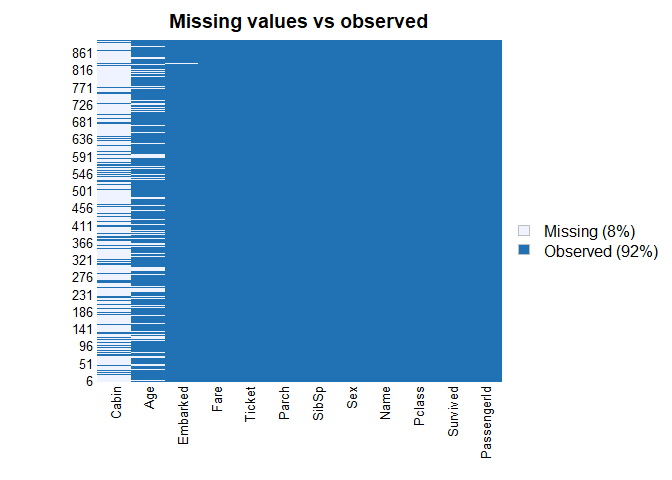 Missing values vs observed
861
816
771
726
681
636
591
546
501
456
411
366
321
276
231
186
141
96
51
6
Missing (8%)
Observed (92%)
Cabin
Age
Embarked
Fare
Ticket
Parch
SibSp
Sex
Name
Pclass
Survived
PassengerId